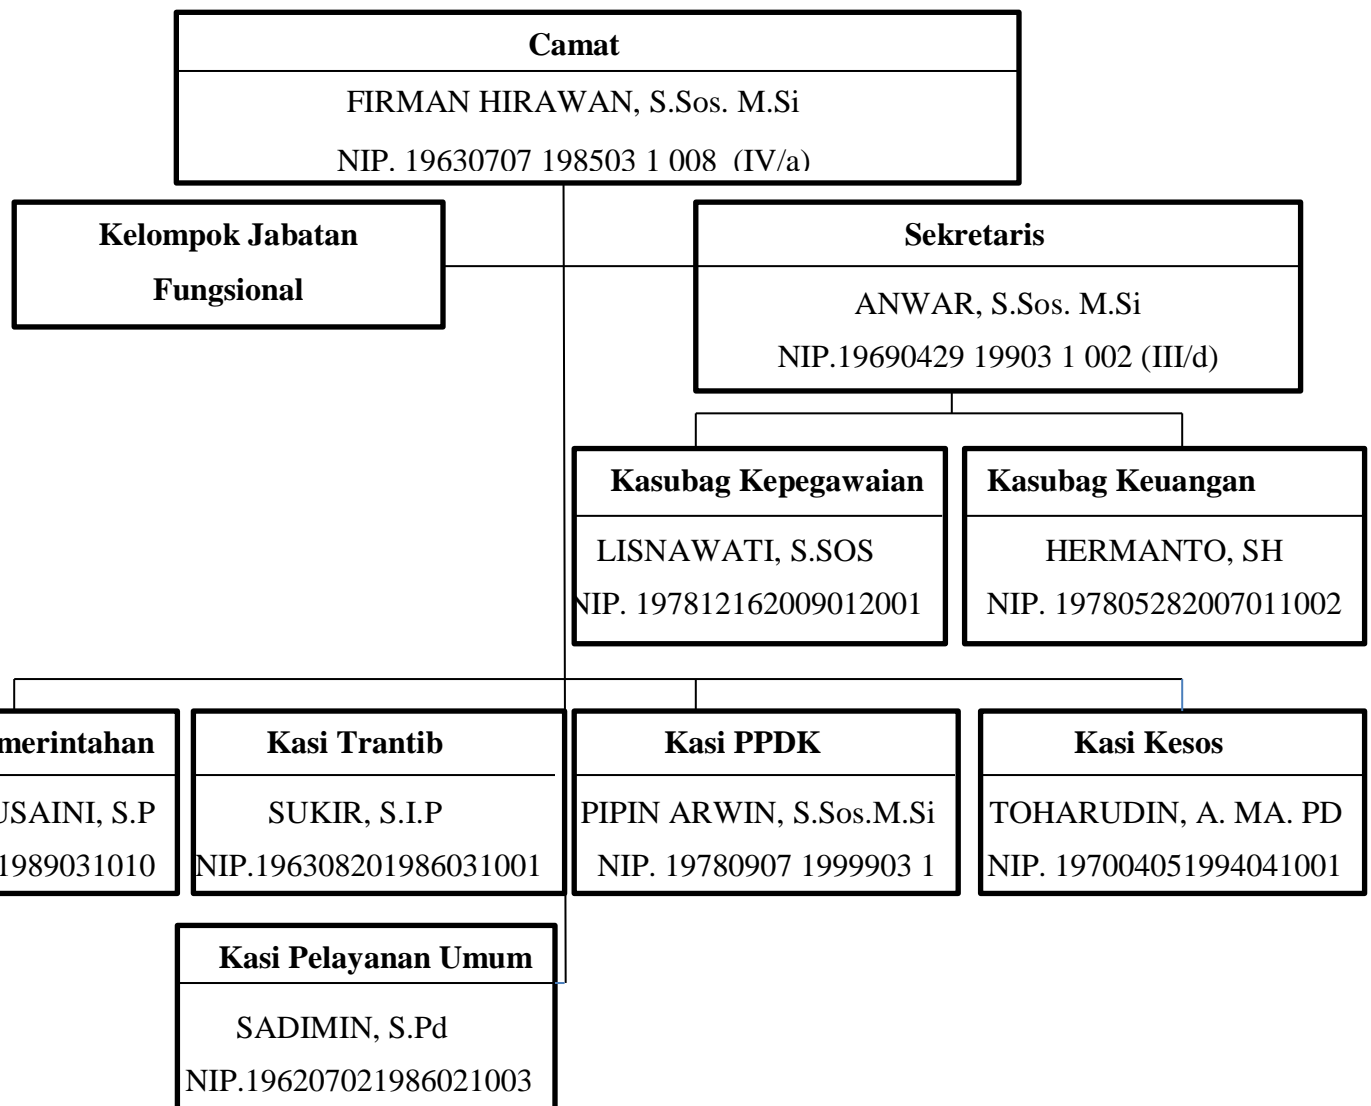 Camat
FIRMAN HIRAWAN, S.Sos. M.Si
NIP. 19630707 198503 1 008 (IV/a)
Kelompok Jabatan
Fungsional
Sekretaris
ANWAR, S.Sos. M.Si
NIP.19690429 19903 1 002 (III/d)
Kasubag Kepegawaian
LISNAWATI, S.SOS
NIP. 197812162009012001
Kasubag Keuangan
HERMANTO, SH
NIP. 197805282007011002
merintahan
USAINI, S.P
1989031010
Kasi Trantib
SUKIR, S.I.P
NIP.196308201986031001
Kasi PPDK
PIPIN ARWIN, S.Sos.M.Si
NIP. 19780907 1999903 1
Kasi Kesos
TOHARUDIN, A. MA. PD
NIP. 197004051994041001
Kasi Pelayanan Umum
SADIMIN, S.Pd
NIP.196207021986021003